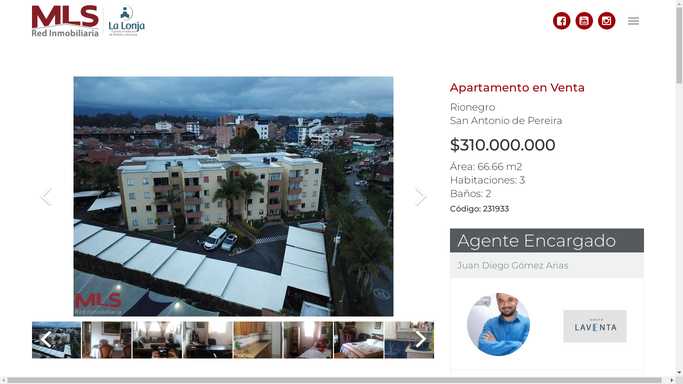 MLS
Red Inmobiliaria
La Lonja
Apartamento en Venta
Rionegro
San Antonio de Pereira
$310.000.000
Área: 66.66 m2
Habitaciones: 3
Baños: 2
Código: 231933
Agente Encargado
Juan Diego Gómez Arias
MLS
Red Inmobiliaria
GRUPO
LAVENTA